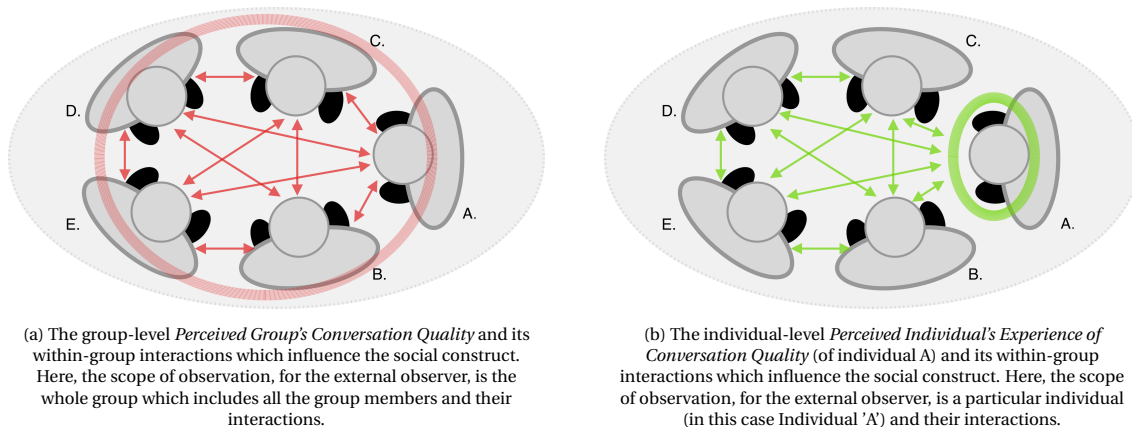 C.
D.
A.
E.
B.
(a) The group-level Perceived Group's Conversation Quality and its
within-group interactions which influence the social construct.
Here, the scope of observation, for the external observer, is the
whole group which includes all the group members and their
interactions.
C.
D.
A.
E.
B.
(b) The individual-level Perceived Individual's Experience of
Conversation Quality (of individual A) and its within-group
interactions which influence the social construct. Here, the scope
of observation, for the external observer, is a particular individual
(in this case Individual 'A') and their interactions.